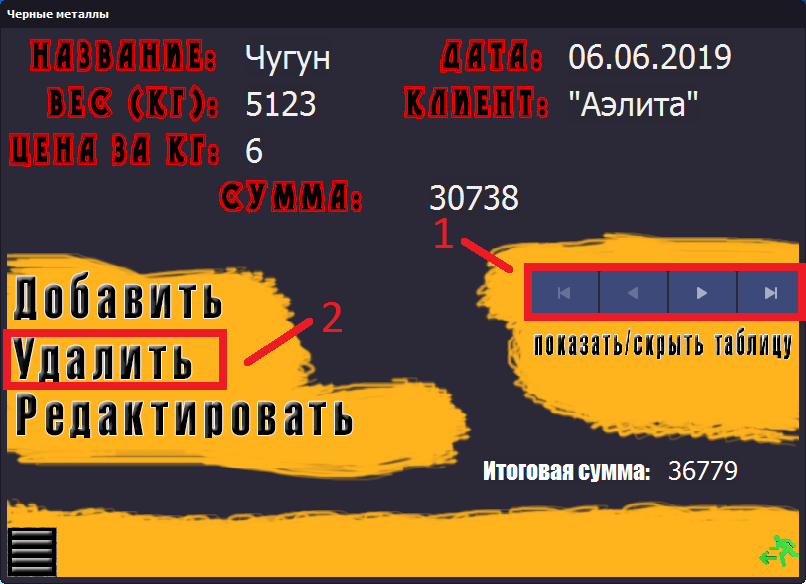 Черные металлы
НАЗВАНИЕ: Чугун ДАТА: 06.06.2019
ВЕС (КГ): 5123 КЛИЕНТ: "Аэлита"
ЦЕНА ЗА КГ: 6
СУММА: 30738
1
Добавить
2
Удалить
показать/скрыть таблицу
Редактировать
Итоговая сумма: 36779